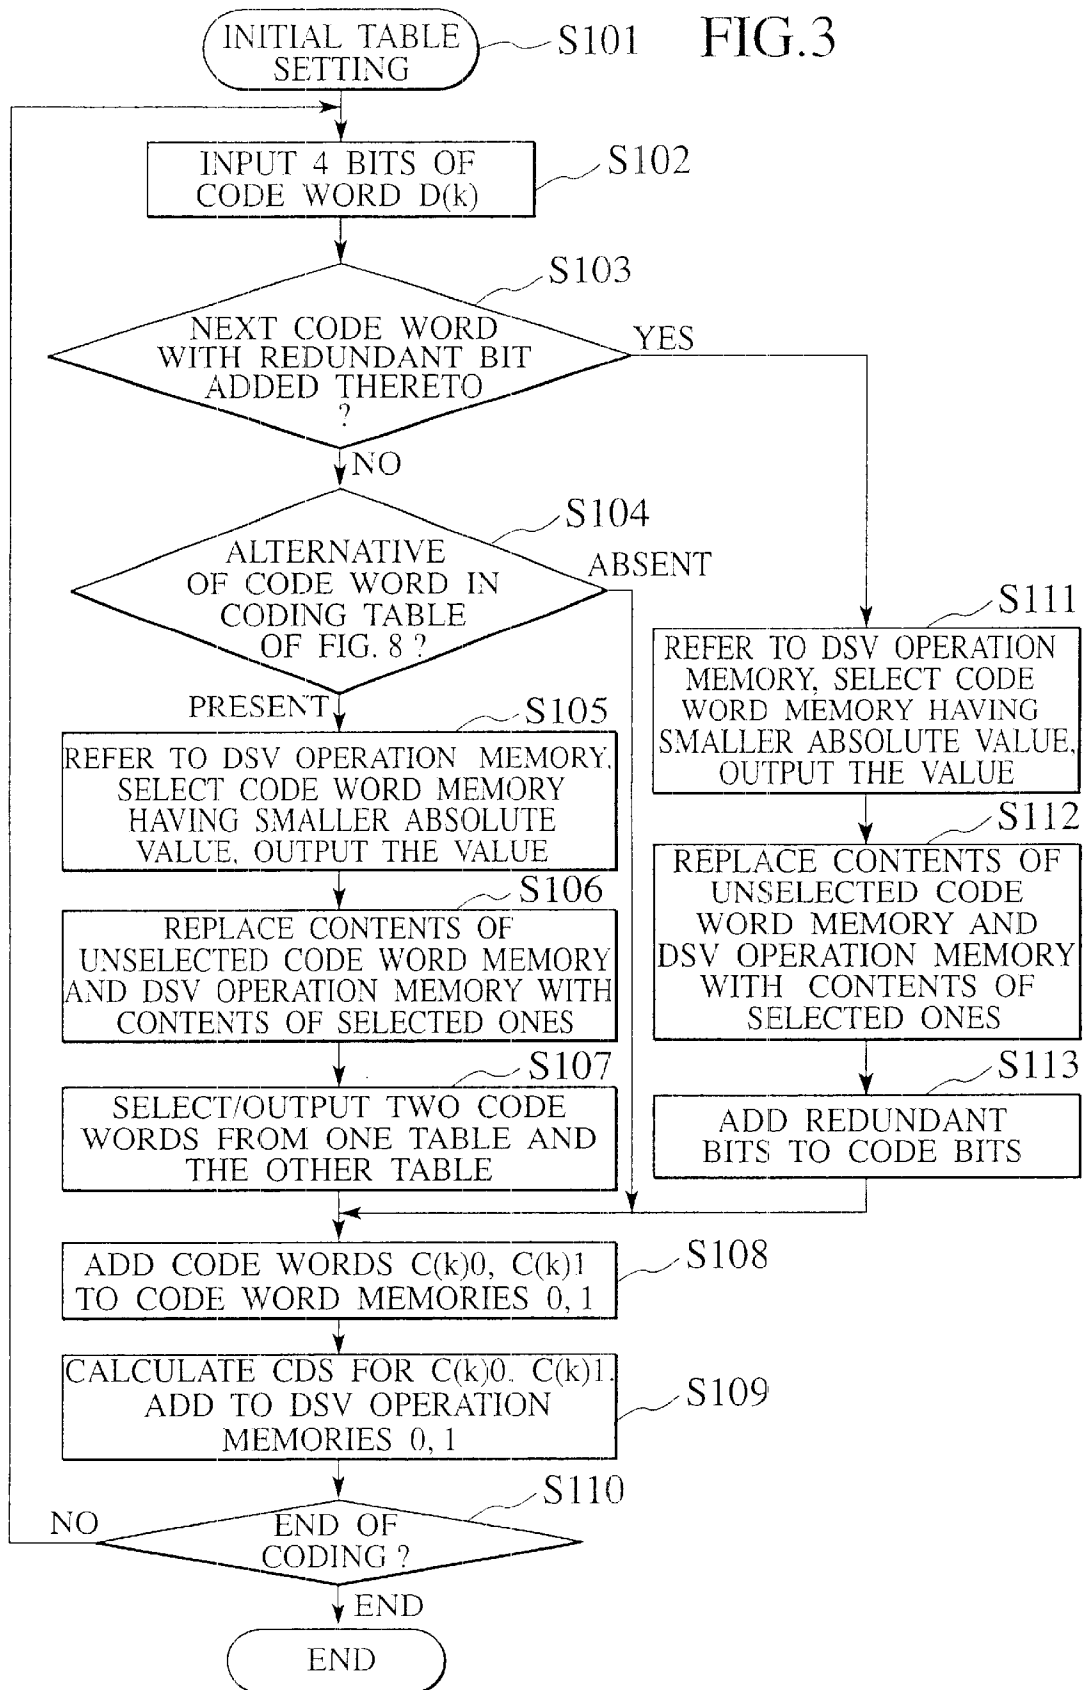 FIG.3
INITIAL TABLE
SETTING
S101
INPUT 4 BITS OF
CODE WORD D(k)
S102
S103
NEXT CODE WORD
WITH REDUNDANT BIT
ADDED THERETO
?
YES
NO
S104
ALTERNATIVE
OF CODE WORD IN
CODING TABLE
OF FIG. 8 ?
ABSENT
PRESENT
S105
REFER TO DSV OPERATION MEMORY,
SELECT CODE WORD MEMORY
HAVING SMALLER ABSOLUTE
VALUE, OUTPUT THE VALUE
S106
REPLACE CONTENTS OF
UNSELECTED CODE WORD MEMORY
AND DSV OPERATION MEMORY WITH
CONTENTS OF SELECTED ONES
S107
SELECT/OUTPUT TWO CODE
WORDS FROM ONE TABLE AND
THE OTHER TABLE
S111
REFER TO DSV OPERATION
MEMORY, SELECT CODE
WORD MEMORY HAVING
SMALLER ABSOLUTE VALUE,
OUTPUT THE VALUE
S112
REPLACE CONTENTS OF
UNSELECTED CODE
WORD MEMORY AND
DSV OPERATION MEMORY
WITH CONTENTS OF
SELECTED ONES
S113
ADD REDUNDANT
BITS TO CODE BITS
ADD CODE WORDS C(k)0, C(k)1
TO CODE WORD MEMORIES 0, 1
S108
CALCULATE CDS FOR C(k)0, C(k)1,
ADD TO DSV OPERATION
MEMORIES 0, 1
S109
S110
END OF
CODING ?
NO
END
END